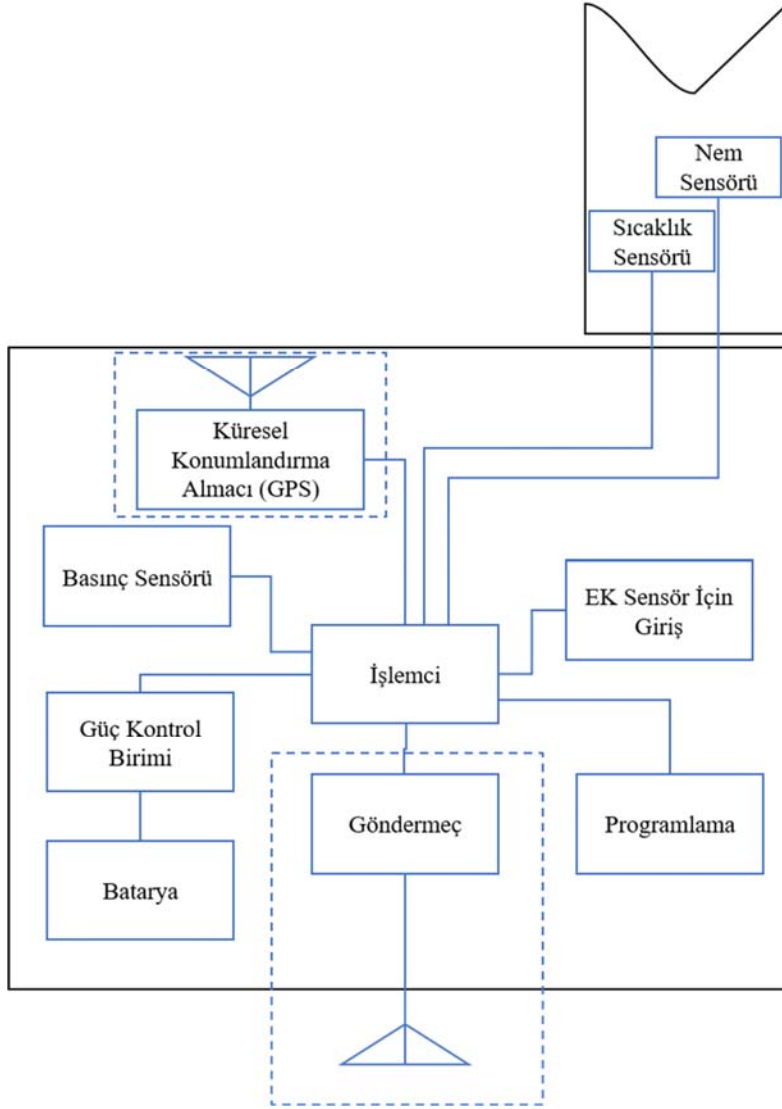 Nem
Sensörü
Sıcaklık
Sensörü
Küresel
Konumlandırma
Almacı (GPS)
Basınç Sensörü
EK Sensör İçin
Giriş
İşlemci
Güç Kontrol
Birimi
Göndermeç
Programlama
Batarya